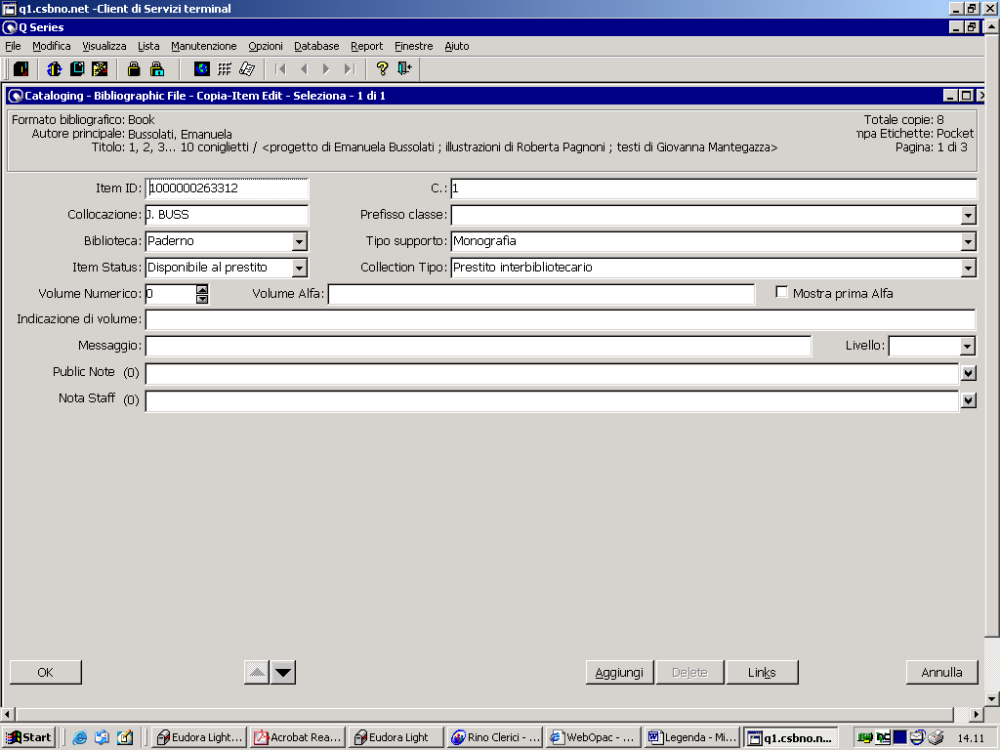 q1.csbno.net -Client di Servizi terminal
Q Series
File Modifica Visualizza Lista Manutenzione Opzioni Database Report Finestre Aiuto
Cataloging - Bibliographic File - Copia-Item Edit - Seleziona - 1 di 1
Formato bibliografico: Book Totale copie: 8
Autore principale: Bussolati, Emanuela mpa Etichette: Pocket
Titolo: 1, 2, 3... 10 coniglietti / <progetto di Emanuela Bussolati ; illustrazioni di Roberta Pagnoni ; testi di Giovanna Mantegazza> Pagina: 1 di 3
Item ID: 1000000263312 C.: 1
Collocazione: J. BUSS Prefisso classe:
Biblioteca: Paderno Tipo supporto: Monografia
Item Status: Disponibile al prestito Collection Tipo: Prestito interbibliotecario
Volume Numerico: 0 Volume Alfa: Mostra prima Alfa
Indicazione di volume:
Messaggio: Livello:
Public Note (0)
Nota Staff (0)
OK Aggiungi Delete Links Annulla
Start Eudora Light... Acrobat Rea... Eudora Light Rino Clerici - ... WebOpac - ... Legenda - Mi... q1.csbno.n... 14.11